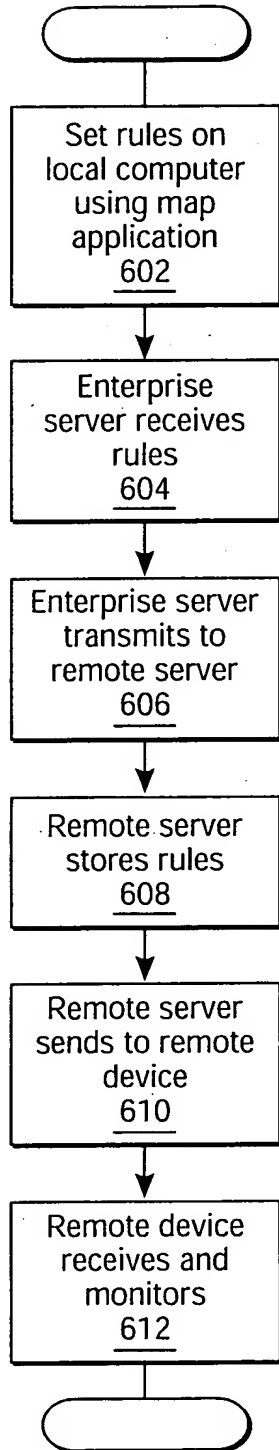 Set rules on
local computer
using map
application
602
Enterprise
server receives
rules
604
Enterprise server
transmits to
remote server
606
Remote server
stores rules
608
Remote server
sends to remote
device
610
Remote device
receives and
monitors
612